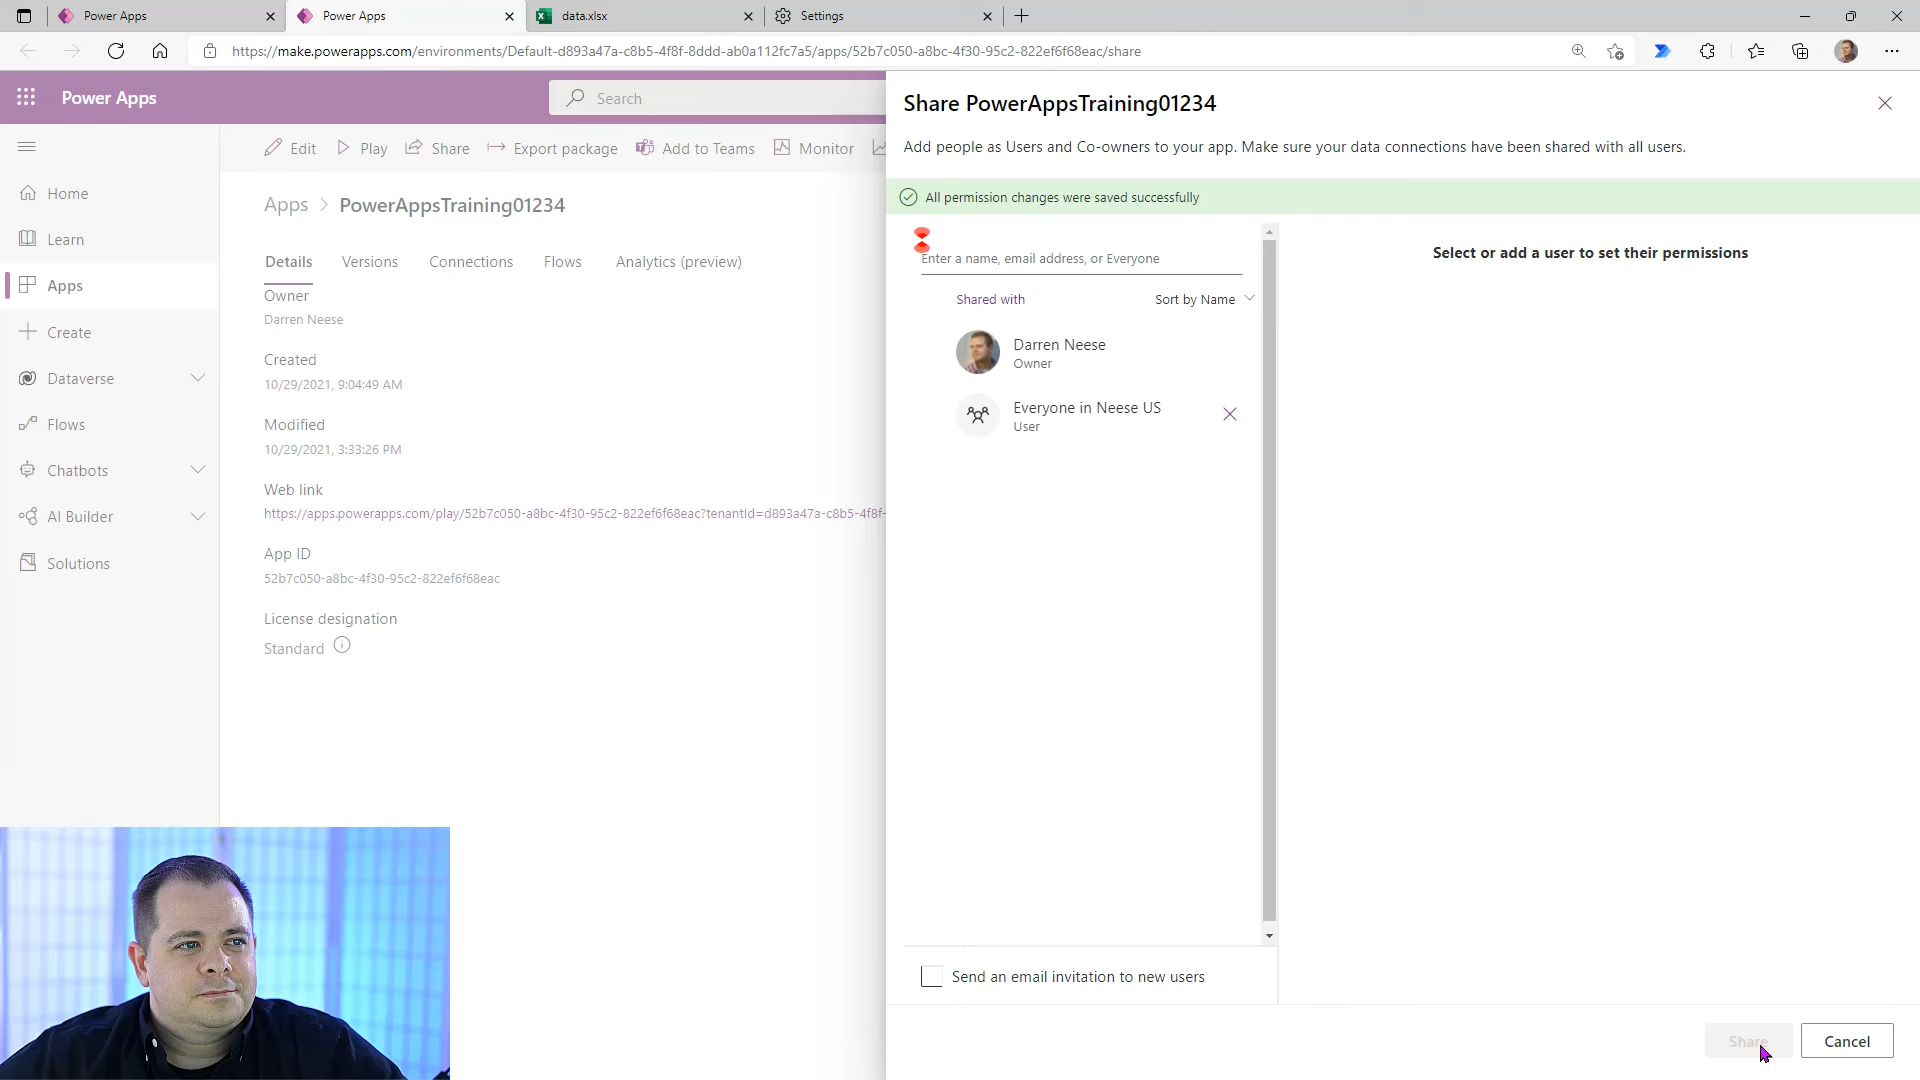 Power Apps
Power Apps
data.xlsx
Settings
https://make.powerapps.com/environments/Default-d893a47a-c8b5-4f8f-8ddd-ab0a112fc7a5/apps/52b7c050-a8bc-4f30-95c2-822ef6f68eac/share
Power Apps
Search
Edit
Play
Share
Export package
Add to Teams
Monitor
Home
Learn
Apps
Create
Dataverse
Flows
Chatbots
AI Builder
Solutions
Apps > PowerAppsTraining01234
Details
Versions
Connections
Flows
Analytics (preview)
Owner
Darren Neese
Created
10/29/2021, 9:04:49 AM
Modified
10/29/2021, 3:33:26 PM
Web link
https://apps.powerapps.com/play/52b7c050-a8bc-4f30-95c2-822ef6f68eac?tenantId=d893a47a-c8b5-4f8f-
App ID
52b7c050-a8bc-4f30-95c2-822ef6f68eac
License designation
Standard
Share PowerAppsTraining01234
Add people as Users and Co-owners to your app. Make sure your data connections have been shared with all users.
All permission changes were saved successfully
Enter a name, email address, or Everyone
Shared with
Sort by Name
Darren Neese
Owner
Everyone in Neese US
User
Select or add a user to set their permissions
Send an email invitation to new users
Share
Cancel